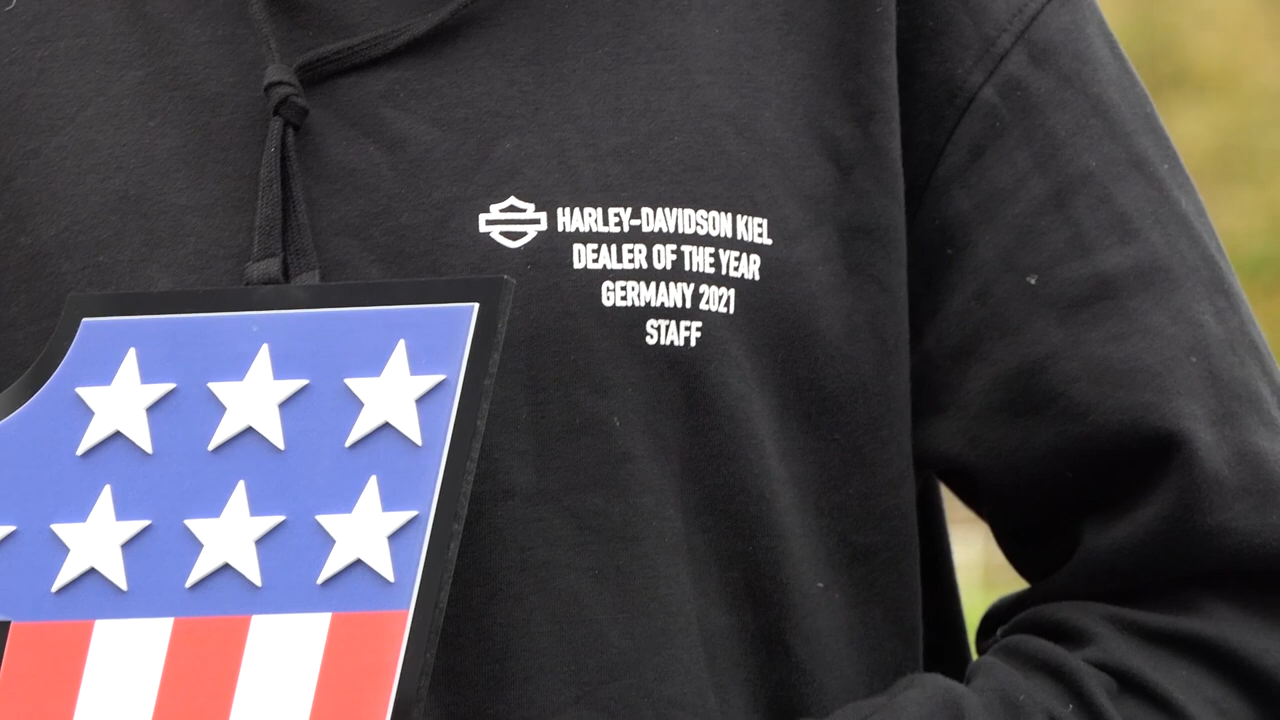 HARLEY-DAVIDSON KIEL
DEALER OF THE YEAR
GERMANY 2021
STAFF